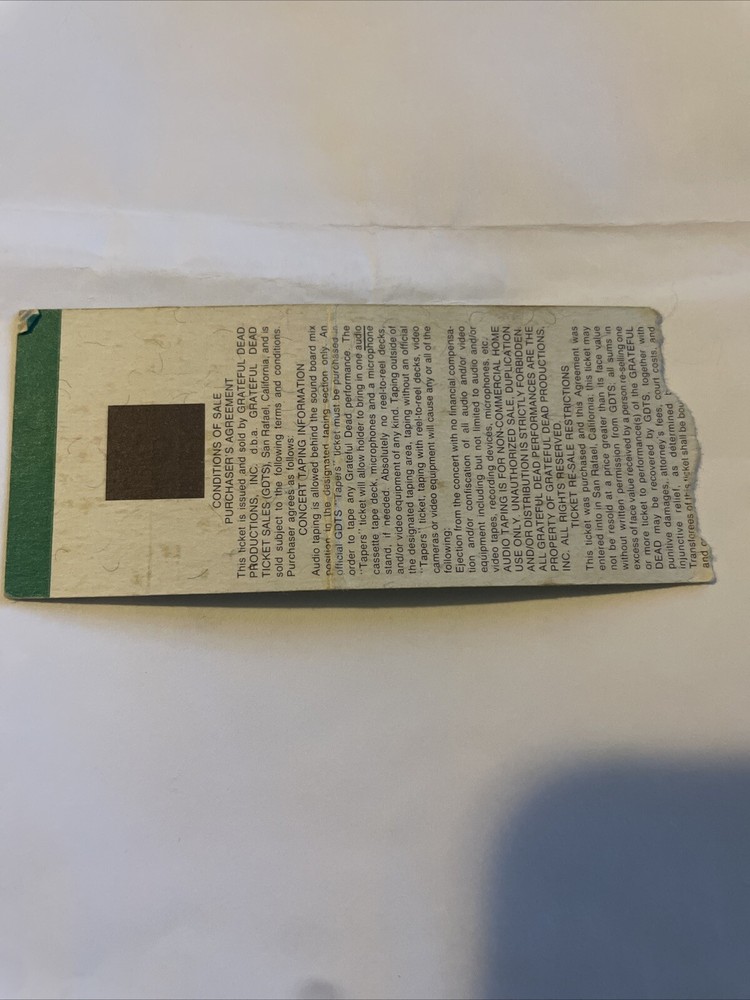 CONDITIONS OF SALE
PURCHASER'S AGREEMENT
This ticket is issued and sold by GRATEFUL DEAD
PRODUCTIONS, INC. d.b.a. GRATEFUL DEAD
TICKET SALES (GDTS), San Rafael, California, and is
sold subject to the following terms and conditions.
Purchaser agrees as follows:
CONCERT TAPING INFORMATION
Audio taping is allowed behind the sound board mix
position in the designated taping section only. An
official GDTS "Tapers" ticket must be purchased in
order to tape any Grateful Dead performance. The
"Tapers" ticket will allow holder to bring in one audio
cassette tape deck, microphones and a microphone
stand, if needed. Absolutely no reel-to-reel decks,
and/or video equipment of any kind. Taping outside of
the designated taping area, taping without an official
"Tapers" ticket, taping with reel-to-reel decks, video
cameras or video equipment will cause any or all of the
following:
Ejection from the concert with no financial compensa-
tion and/or confiscation of all audio and/or video
equipment including but not limited to audio and/or
video tapes, recording devices, microphones, etc.
AUDIO TAPING IS FOR NON-COMMERCIAL HOME
USE ONLY. UNAUTHORIZED SALE, DUPLICATION
AND/OR DISTRIBUTION IS STRICTLY FORBIDDEN.
ALL GRATEFUL DEAD PERFORMANCES ARE THE
PROPERTY OF GRATEFUL DEAD PRODUCTIONS,
INC. ALL RIGHTS RESERVED.
TICKET RE-SALE RESTRICTIONS
This ticket was purchased and this Agreement was
entered into in San Rafael, California. This ticket may
not be resold at a price greater than its face value
without written permission from GDTS; all sums in
excess of face value received by a person re-selling one
or more ticket to performance(s) of the GRATEFUL
DEAD may be recovered by GDTS, together with
punitive damages, attorney's fees, court costs, and
injunctive relief, as determined
Transferees of this ticket shall be
and